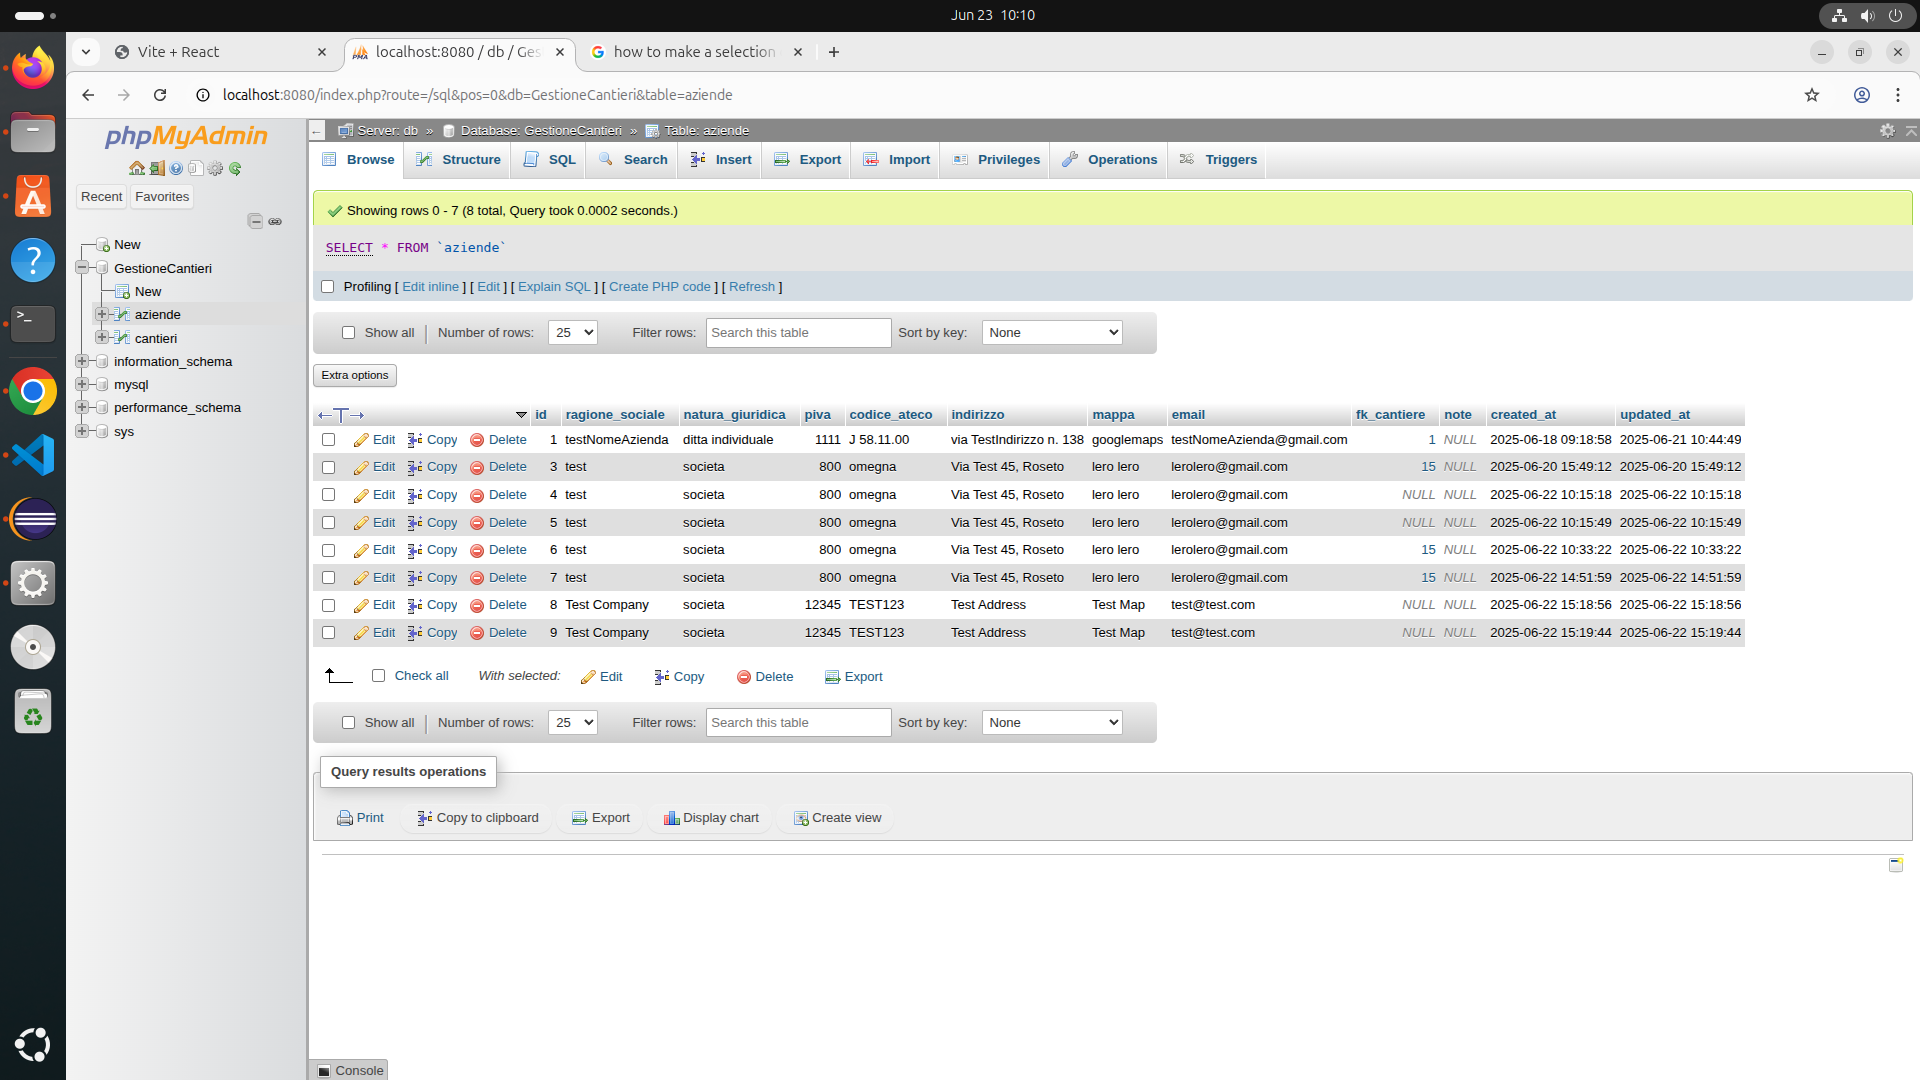 Jun 23 10:10
Vite + React
localhost:8080 / db / Ges
how to make a selection
localhost:8080/index.php?route=/sql&pos=0&db=GestioneCantieri&table=aziende
phpMyAdmin
Recent Favorites
New
GestioneCantieri
New
aziende
cantieri
information_schema
mysql
performance_schema
sys
Server: db » Database: GestioneCantieri » Table: aziende
Browse Structure SQL Search Insert Export Import Privileges Operations Triggers
Showing rows 0 - 7 (8 total, Query took 0.0002 seconds.)
SELECT * FROM `aziende`
Profiling [ Edit inline ] [ Edit ] [ Explain SQL ] [ Create PHP code ] [ Refresh ]
Show all Number of rows: 25 Filter rows: Search this table Sort by key: None
Extra options
←T→ id ragione_sociale natura_giuridica piva codice_ateco indirizzo mappa email fk_cantiere note created_at updated_at
Edit Copy Delete 1 testNomeAzienda ditta individuale 1111 J 58.11.00 via TestIndirizzo n. 138 googlemaps testNomeAzienda@gmail.com 1 NULL 2025-06-18 09:18:58 2025-06-21 10:44:49
Edit Copy Delete 3 test societa 800 omegna Via Test 45, Roseto lero lero lerolero@gmail.com 15 NULL 2025-06-20 15:49:12 2025-06-20 15:49:12
Edit Copy Delete 4 test societa 800 omegna Via Test 45, Roseto lero lero lerolero@gmail.com NULL NULL 2025-06-22 10:15:18 2025-06-22 10:15:18
Edit Copy Delete 5 test societa 800 omegna Via Test 45, Roseto lero lero lerolero@gmail.com NULL NULL 2025-06-22 10:15:49 2025-06-22 10:15:49
Edit Copy Delete 6 test societa 800 omegna Via Test 45, Roseto lero lero lerolero@gmail.com 15 NULL 2025-06-22 10:33:22 2025-06-22 10:33:22
Edit Copy Delete 7 test societa 800 omegna Via Test 45, Roseto lero lero lerolero@gmail.com 15 NULL 2025-06-22 14:51:59 2025-06-22 14:51:59
Edit Copy Delete 8 Test Company societa 12345 TEST123 Test Address Test Map test@test.com NULL NULL 2025-06-22 15:18:56 2025-06-22 15:18:56
Edit Copy Delete 9 Test Company societa 12345 TEST123 Test Address Test Map test@test.com NULL NULL 2025-06-22 15:19:44 2025-06-22 15:19:44
Check all With selected: Edit Copy Delete Export
Show all Number of rows: 25 Filter rows: Search this table Sort by key: None
Query results operations
Print Copy to clipboard Export Display chart Create view
Console